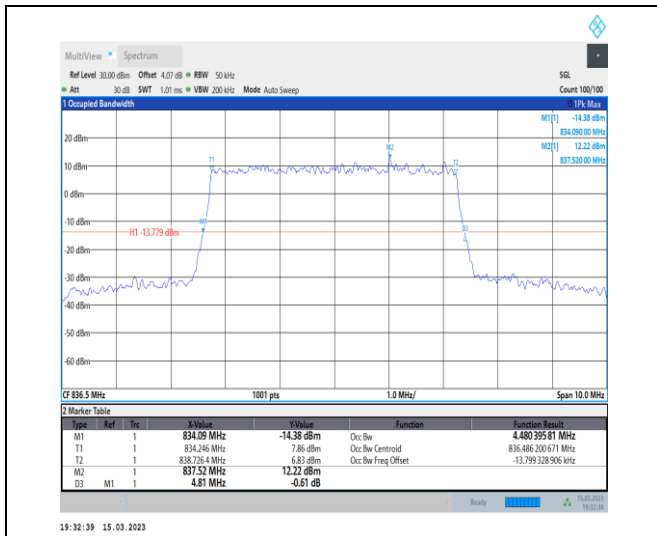 MultiView Spectrum
Ref Level 30.00 dBm Offset 4.07 dB RBW 50 kHz SGL
Att 30 dB SWT 1.01 ms VBW 200 kHz Mode Auto Sweep Count 100/100
1 Occupied Bandwidth 1Pk Max
M1[1] -14.38 dBm
834.090 00 MHz
M2[1] 12.22 dBm
837.520 00 MHz
20 dBm
M2
T1
T2
10 dBm
0 dBm
-10 dBm
H1 -13.779 dBm
-20 dBm
-30 dBm
-40 dBm
-50 dBm
-60 dBm
CF 836.5 MHz 1001 pts 1.0 MHz/ Span 10.0 MHz
2 Marker Table
Type Ref Trc X-Value Y-Value Function Function Result
M1 1 834.09 MHz -14.38 dBm Occ Bw 4.480 395 81 MHz
T1 1 834.246 MHz 7.86 dBm Occ Bw Centroid 836.486 200 671 MHz
T2 1 838.726 4 MHz 6.83 dBm Occ Bw Freq Offset -13.799 328 906 kHz
M2 1 837.52 MHz 12.22 dBm
D3 M1 1 4.81 MHz -0.61 dB
Ready 15.03.2023
19:32:38
19:32:39 15.03.2023